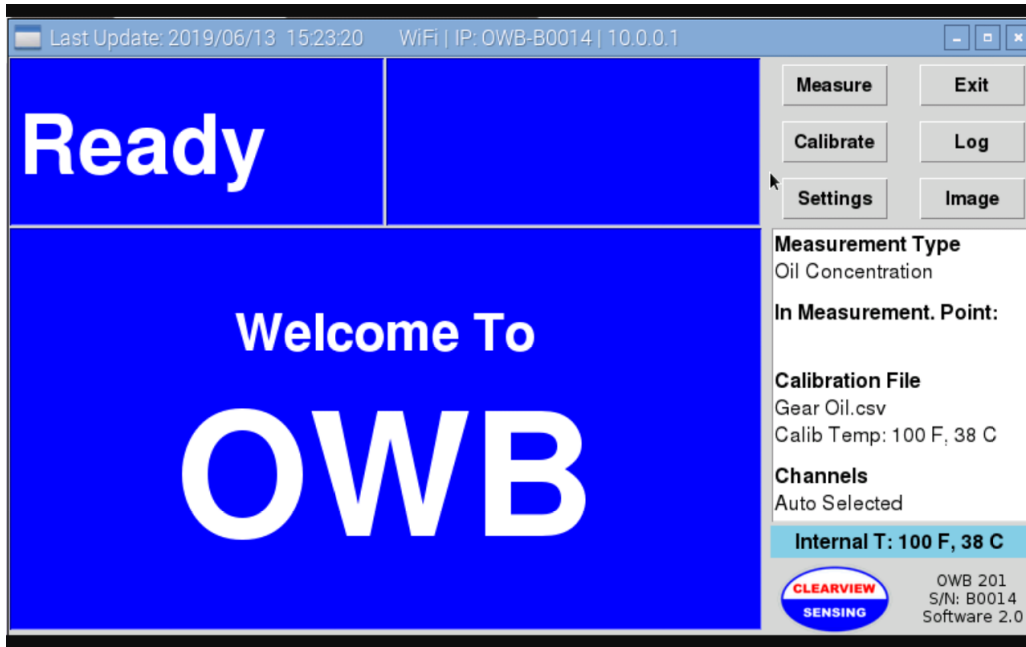 Last Update: 2019/06/13 15:23:20 WiFi | IP: OWB-B0014 | 10.0.0.1
Ready
Welcome To
OWB
Measure Exit
Calibrate Log
Settings Image
Measurement Type
Oil Concentration
In Measurement. Point:
Calibration File
Gear Oil.csv
Calib Temp: 100 F, 38 C
Channels
Auto Selected
Internal T: 100 F, 38 C
CLEARVIEW
SENSING
OWB 201
S/N: B0014
Software 2.0